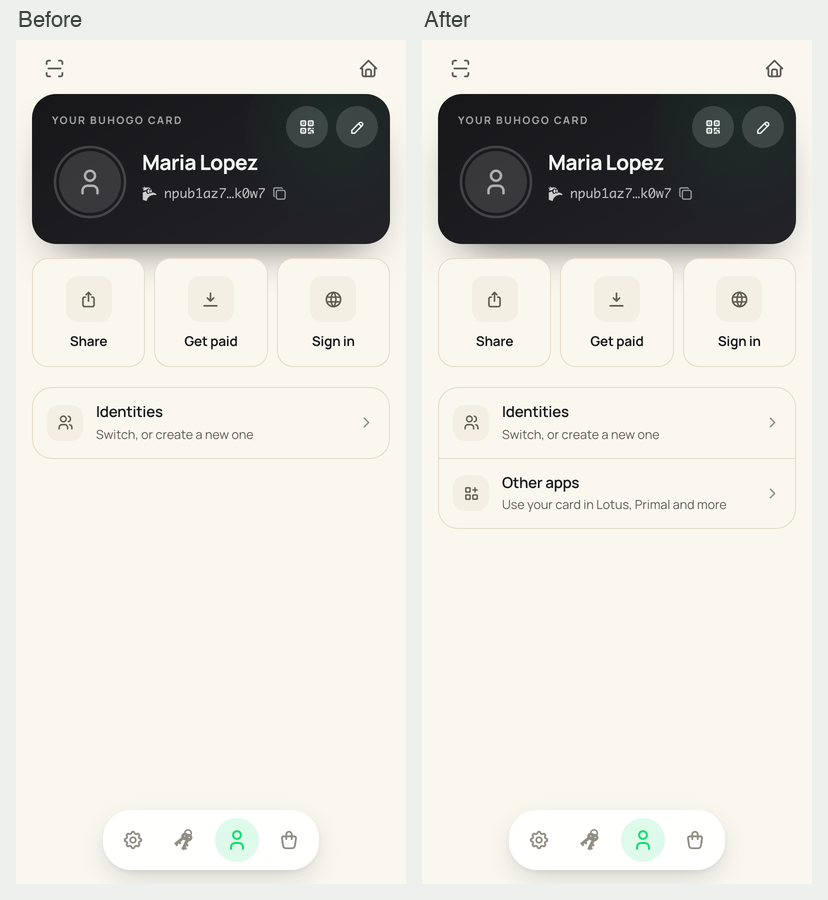 Before
YOUR BUHOGO CARD
Maria Lopez
npub1az7…k0w7
Share
Get paid
Sign in
Identities
Switch, or create a new one
After
YOUR BUHOGO CARD
Maria Lopez
npub1az7…k0w7
Share
Get paid
Sign in
Identities
Switch, or create a new one
Other apps
Use your card in Lotus, Primal and more